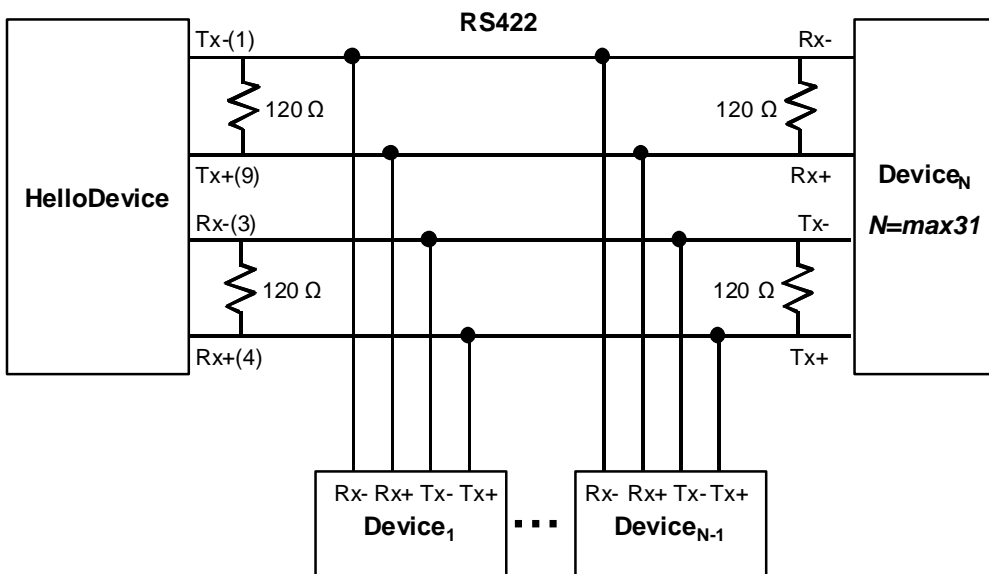 RS422
Tx-(1)
Rx-
120 Ω
120 Ω
Tx+(9)
Rx+
HelloDevice
DeviceN
N=max31
Rx-(3)
Tx-
120 Ω
120 Ω
Rx+(4)
Tx+
Rx- Rx+ Tx- Tx+
Device1
...
Rx- Rx+ Tx- Tx+
DeviceN-1